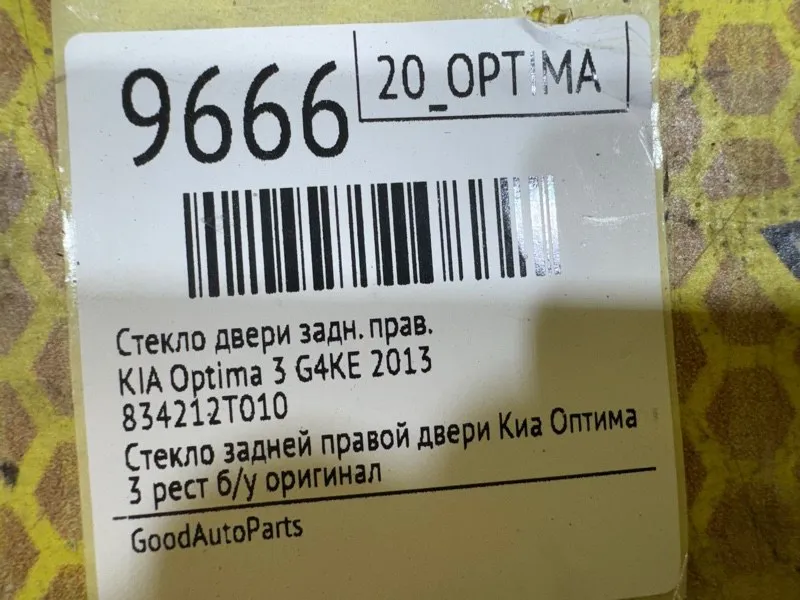 9666
20_OPTIMA
Стекло двери задн. прав.
KIA Optima 3 G4KE 2013
834212T010
Стекло задней правой двери Киа Оптима
3 рест б/у оригинал
GoodAutoParts